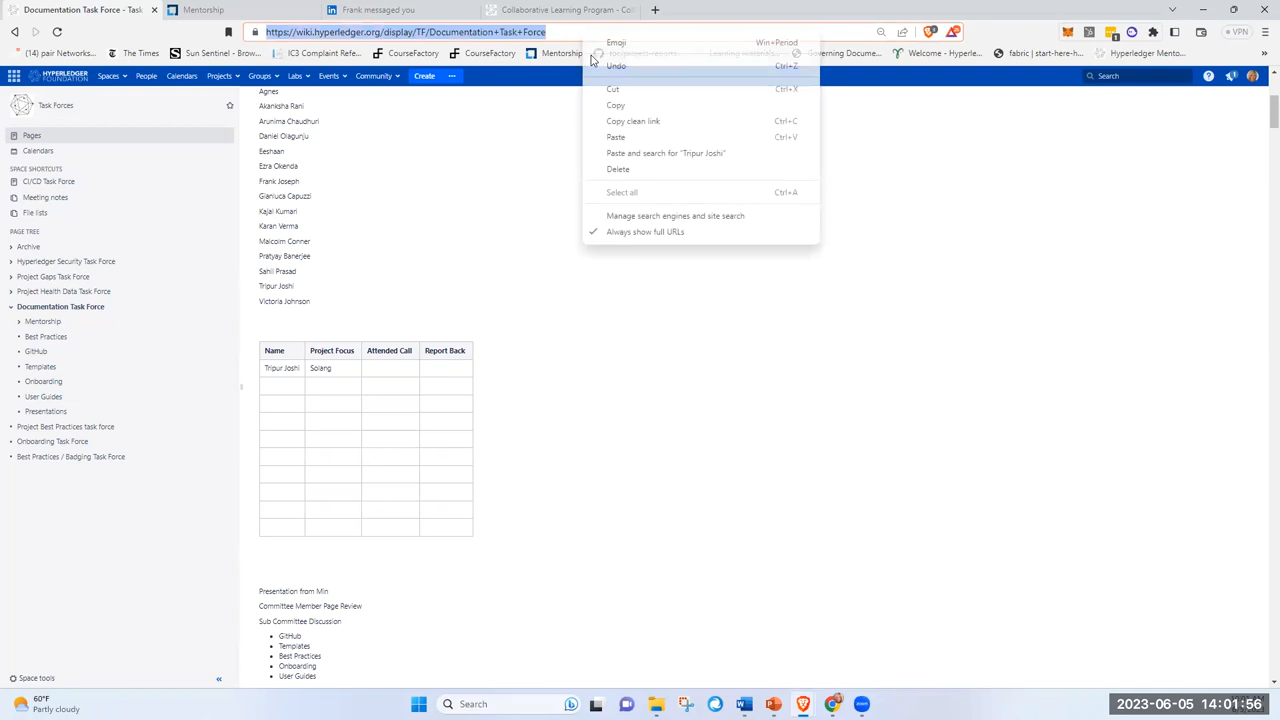 Documentation Task Force - Task
Mentorship
Frank messaged you
Collaborative Learning Program - Coll
https://wiki.hyperledger.org/display/TF/Documentation+Task+Force
VPN
(14) pair Networks...
The Times
Sun Sentinel - Brow...
IC3 Complaint Refe...
CourseFactory
CourseFactory
Mentorship
Governing Docume...
Welcome - Hyperle...
fabric | start-here-h...
Hyperledger Mento...
HYPERLEDGER FOUNDATION
Spaces
People
Calendars
Projects
Groups
Labs
Events
Community
Create
Search
Emoji Win+Period
Undo Ctrl+Z
Cut Ctrl+X
Copy Ctrl+C
Copy clean link
Paste Ctrl+V
Paste and search for "Tripur Joshi"
Delete
Select all Ctrl+A
Manage search engines and site search
Always show full URLs
Task Forces
Pages
Calendars
SPACE SHORTCUTS
CI/CD Task Force
Meeting notes
File lists
PAGE TREE
Archive
Hyperledger Security Task Force
Project Gaps Task Force
Project Health Data Task Force
Documentation Task Force
Mentorship
Best Practices
GitHub
Templates
Onboarding
User Guides
Presentations
Project Best Practices task force
Onboarding Task Force
Best Practices / Badging Task Force
Space tools
Agnes
Akanksha Rani
Arunima Chaudhuri
Daniel Olagunju
Eeshaan
Ezra Okenda
Frank Joseph
Gianluca Capuzzi
Kajal Kumari
Karan Verma
Malcolm Conner
Pratyay Banerjee
Sahil Prasad
Tripur Joshi
Victoria Johnson
Name Project Focus Attended Call Report Back
Tripur Joshi Solang
Presentation from Min
Committee Member Page Review
Sub Committee Discussion
GitHub
Templates
Best Practices
Onboarding
User Guides
60°F
Partly cloudy
Search
2023-06-05 14:01:56